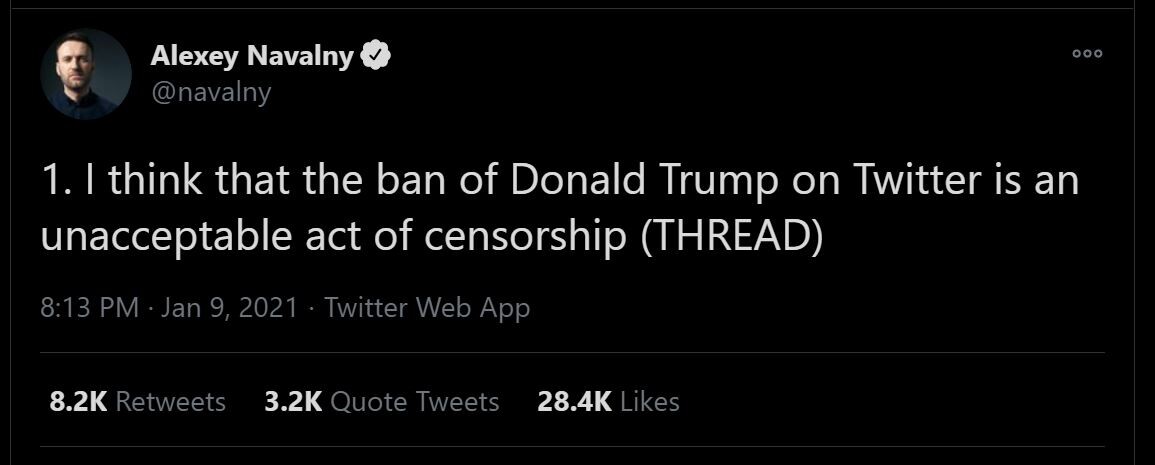 Alexey Navalny
@navalny
1. I think that the ban of Donald Trump on Twitter is an
unacceptable act of censorship (THREAD)
8:13 PM · Jan 9, 2021 · Twitter Web App
8.2K Retweets 3.2K Quote Tweets 28.4K Likes